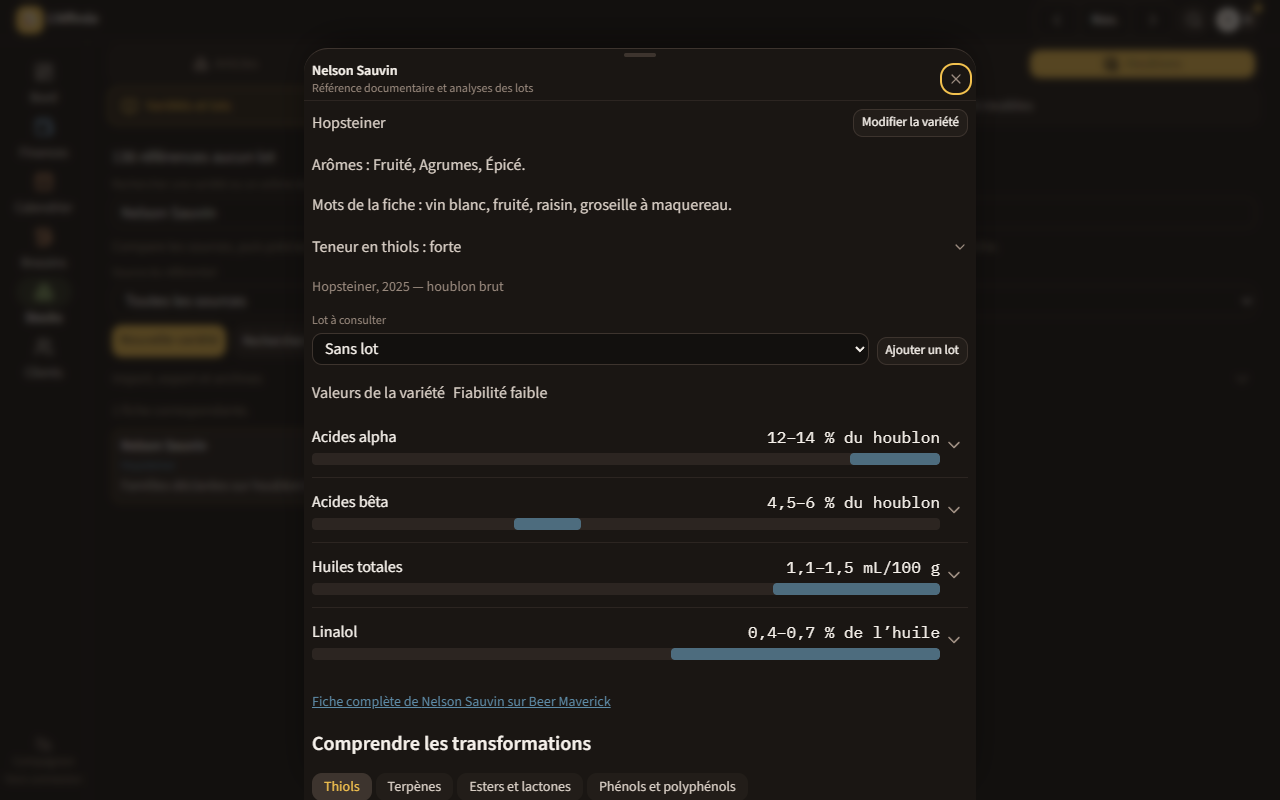 Nelson Sauvin
Référence documentaire et analyses des lots
Hopsteiner
Modifier la variété
Arômes : Fruité, Agrumes, Épicé.
Mots de la fiche : vin blanc, fruité, raisin, groseille à maquereau.
Teneur en thiols : forte
Hopsteiner, 2025 — houblon brut
Lot à consulter
Sans lot
Ajouter un lot
Valeurs de la variété Fiabilité faible
Acides alpha
12–14 % du houblon
Acides bêta
4,5–6 % du houblon
Huiles totales
1,1–1,5 mL/100 g
Linalol
0,4–0,7 % de l’huile
Fiche complète de Nelson Sauvin sur Beer Maverick
Comprendre les transformations
Thiols
Terpènes
Esters et lactones
Phénols et polyphénols